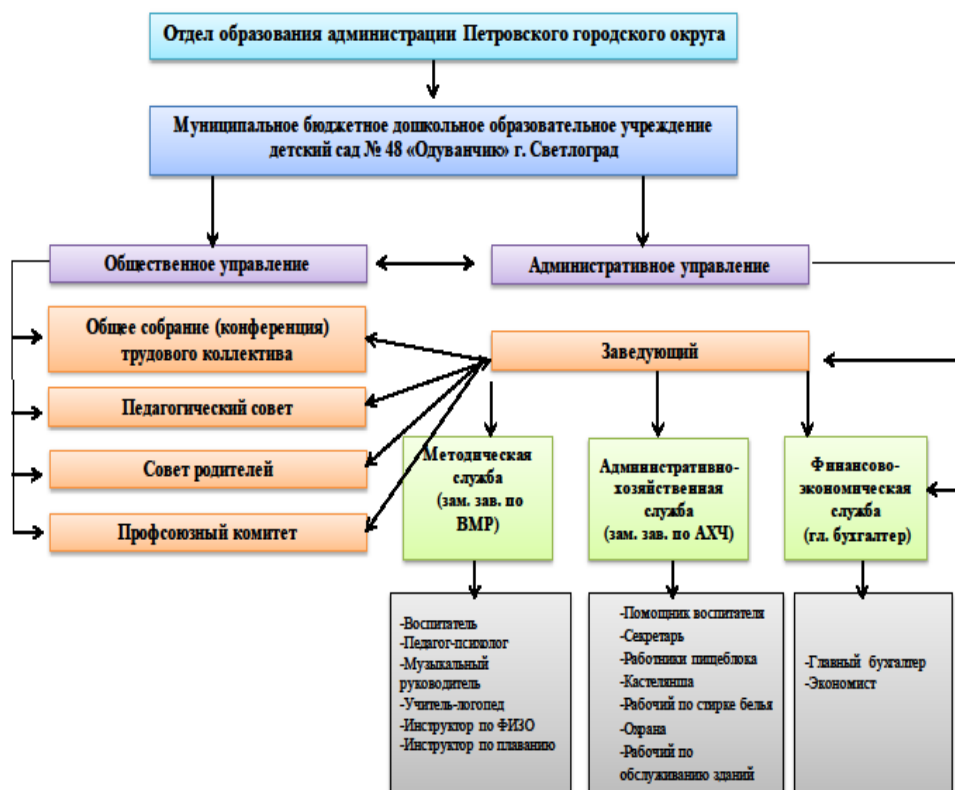 Отдел образования администрации Петровского городского округа
Муниципальное бюджетное дошкольное образовательное учреждение
детский сад № 48 «Одуванчик» г. Светлоград
Общественное управление
Административное управление
Общее собрание (конференция)
трудового коллектива
Заведующий
Педагогический совет
Совет родителей
Профсоюзный комитет
Методическая
служба
(зам. зав. по
ВМР)
Административно-
хозяйственная
служба
(зам. зав. по АХЧ)
Финансово-
экономическая
служба
(гл. бухгалтер)
-Воспитатель
-Педагог-психолог
-Музыкальный
руководитель
-Учитель-логопед
-Инструктор по ФИЗО
-Инструктор по плаванию
-Помощник воспитателя
-Секретарь
-Работники пищеблока
-Кастелянша
-Рабочий по стирке белья
-Охрана
-Рабочий по
обслуживанию зданий
-Главный бухгалтер
-Экономист